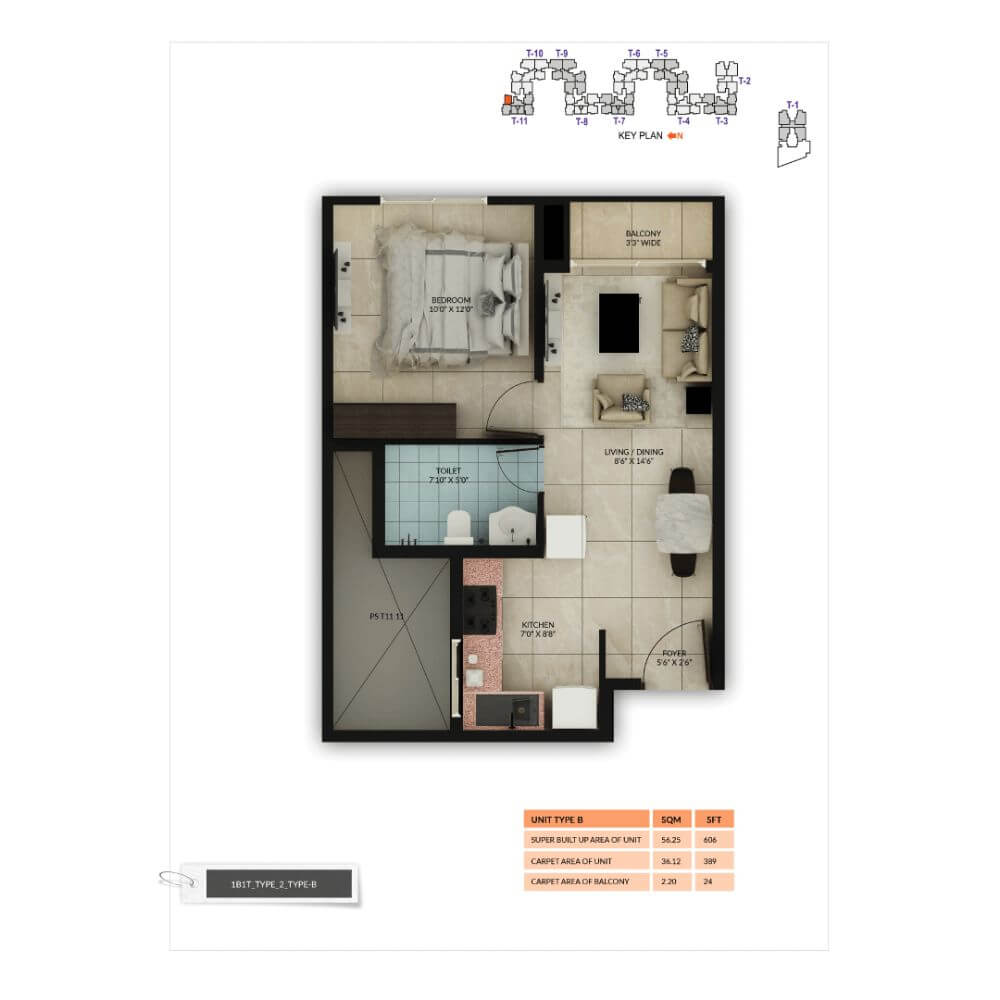 T-10 T-9 T-6 T-5
T-2
T-1
T-11 T-8 T-7 T-4 T-3
KEY PLAN N
BALCONY
3'3" WIDE
BEDROOM
10'0" X 12'0"
LIVING / DINING
8'6" X 14'6"
TOILET
7'10" X 5'0"
PS T11 11
KITCHEN
7'0" X 8'8"
FOYER
5'6" X 2'6"
UNIT TYPE B SQM SFT
SUPER BUILT UP AREA OF UNIT 56.25 606
CARPET AREA OF UNIT 36.12 389
CARPET AREA OF BALCONY 2.20 24
1B1T_TYPE_2_TYPE-B